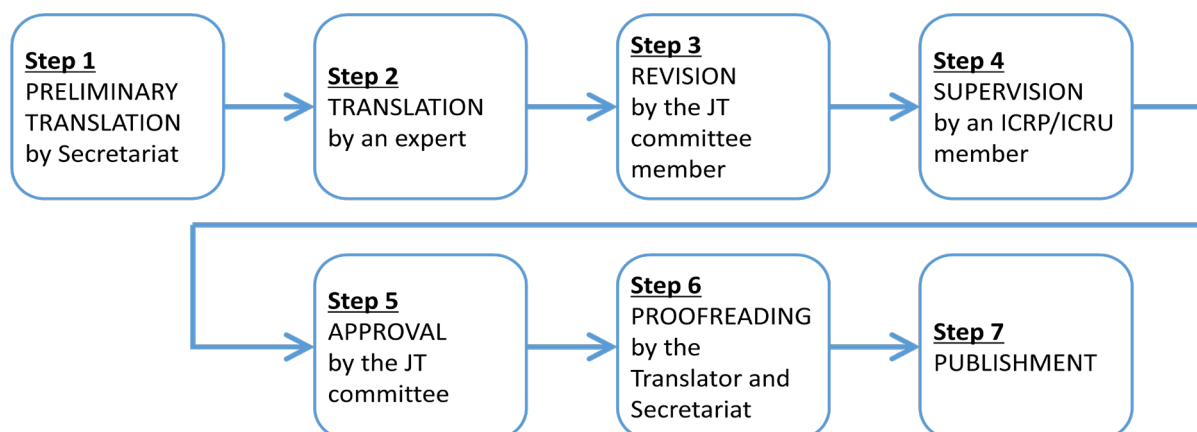 Step 1
PRELIMINARY
TRANSLATION
by Secretariat
Step 2
TRANSLATION
by an expert
Step 3
REVISION
by the JT
committee
member
Step 4
SUPERVISION
by an ICRP/ICRU
member
Step 5
APPROVAL
by the JT
committee
Step 6
PROOFREADING
by the
Translator and
Secretariat
Step 7
PUBLISHMENT